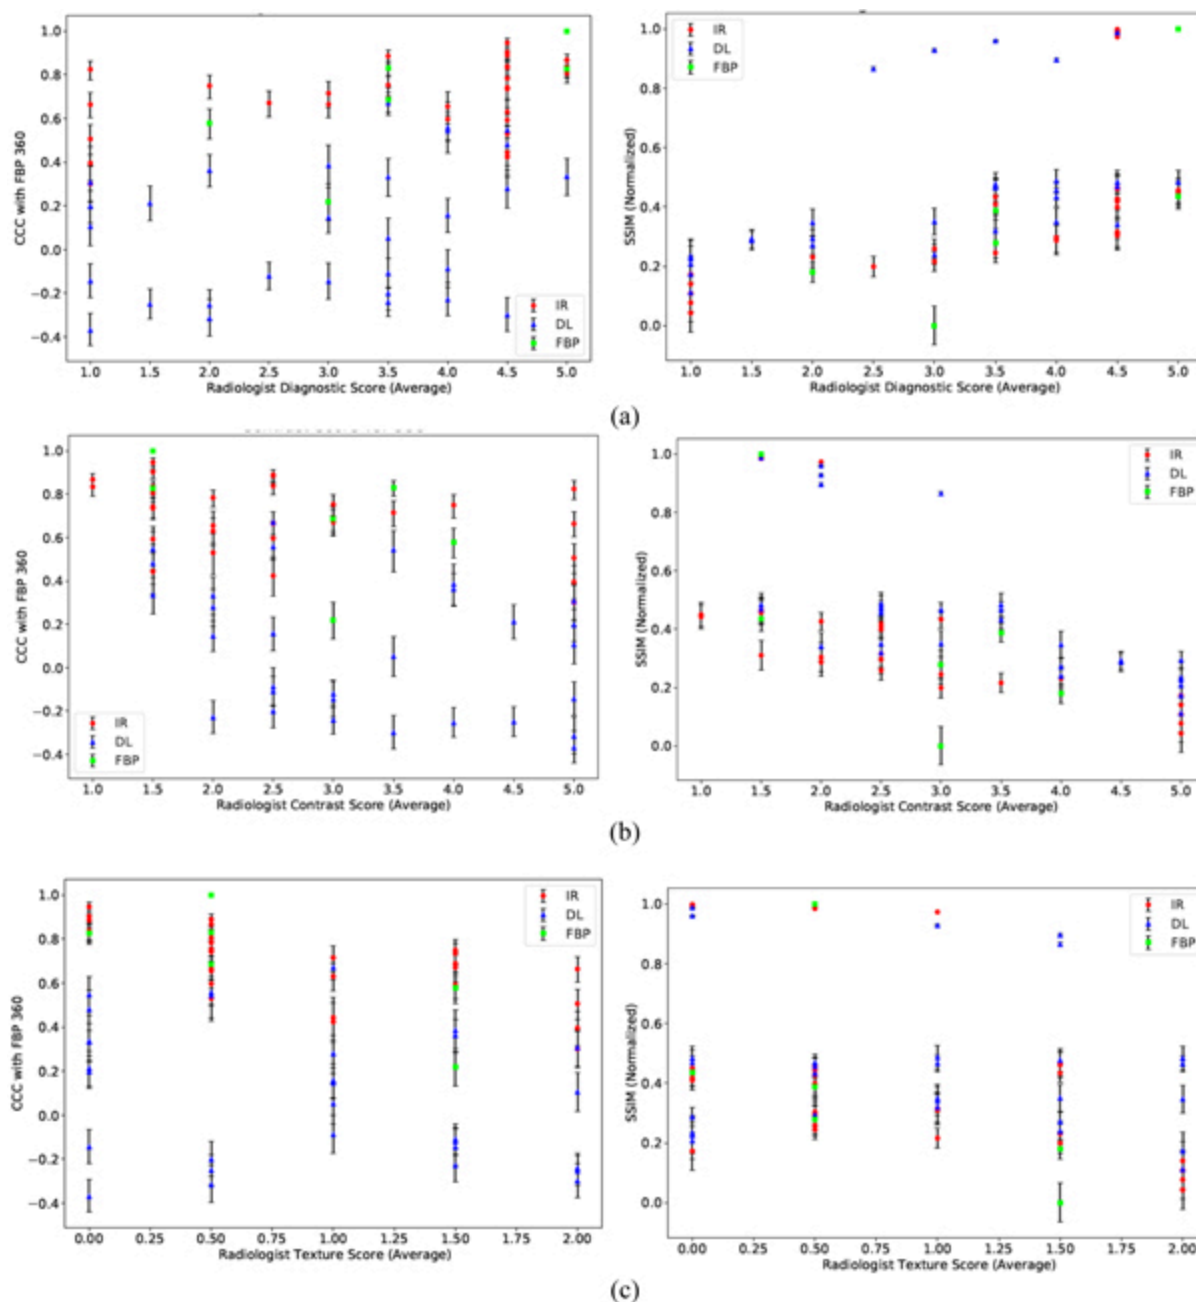 CCC with FBP 360
1.0
0.8
0.6
0.4
0.2
0.0
−0.2
−0.4
IR
DL
FBP
1.0 1.5 2.0 2.5 3.0 3.5 4.0 4.5 5.0
Radiologist Diagnostic Score (Average)
SSIM (Normalized)
1.0
0.8
0.6
0.4
0.2
0.0
IR
DL
FBP
1.0 1.5 2.0 2.5 3.0 3.5 4.0 4.5 5.0
Radiologist Diagnostic Score (Average)
(a)
CCC with FBP 360
1.0
0.8
0.6
0.4
0.2
0.0
−0.2
−0.4
IR
DL
FBP
1.0 1.5 2.0 2.5 3.0 3.5 4.0 4.5 5.0
Radiologist Contrast Score (Average)
SSIM (Normalized)
1.0
0.8
0.6
0.4
0.2
0.0
IR
DL
FBP
1.0 1.5 2.0 2.5 3.0 3.5 4.0 4.5 5.0
Radiologist Contrast Score (Average)
(b)
CCC with FBP 360
1.0
0.8
0.6
0.4
0.2
0.0
−0.2
−0.4
IR
DL
FBP
0.00 0.25 0.50 0.75 1.00 1.25 1.50 1.75 2.00
Radiologist Texture Score (Average)
SSIM (Normalized)
1.0
0.8
0.6
0.4
0.2
0.0
IR
DL
FBP
0.00 0.25 0.50 0.75 1.00 1.25 1.50 1.75 2.00
Radiologist Texture Score (Average)
(c)